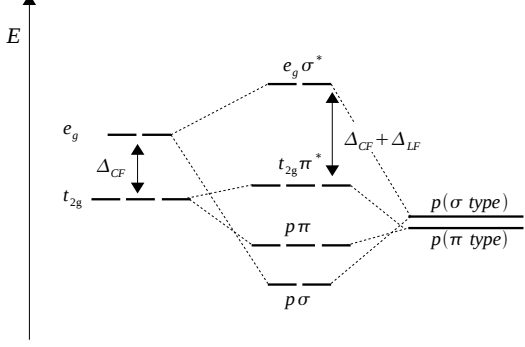 E
e_g σ*
e_g
Δ_CF + Δ_LF
Δ_CF
t_2g π*
t_2g
p(σ type)
p π
p(π type)
p σ